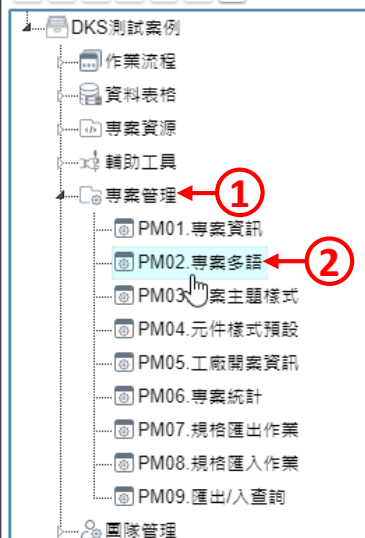 DKS測試案例
作業流程
資料表格
專案資源
輔助工具
專案管理 1
PM01.專案資訊
PM02.專案多語 2
PM03 案主題樣式
PM04.元件樣式預設
PM05.工廠開案資訊
PM06.專案統計
PM07.規格匯出作業
PM08.規格匯入作業
PM09.匯出/入查詢
團隊管理